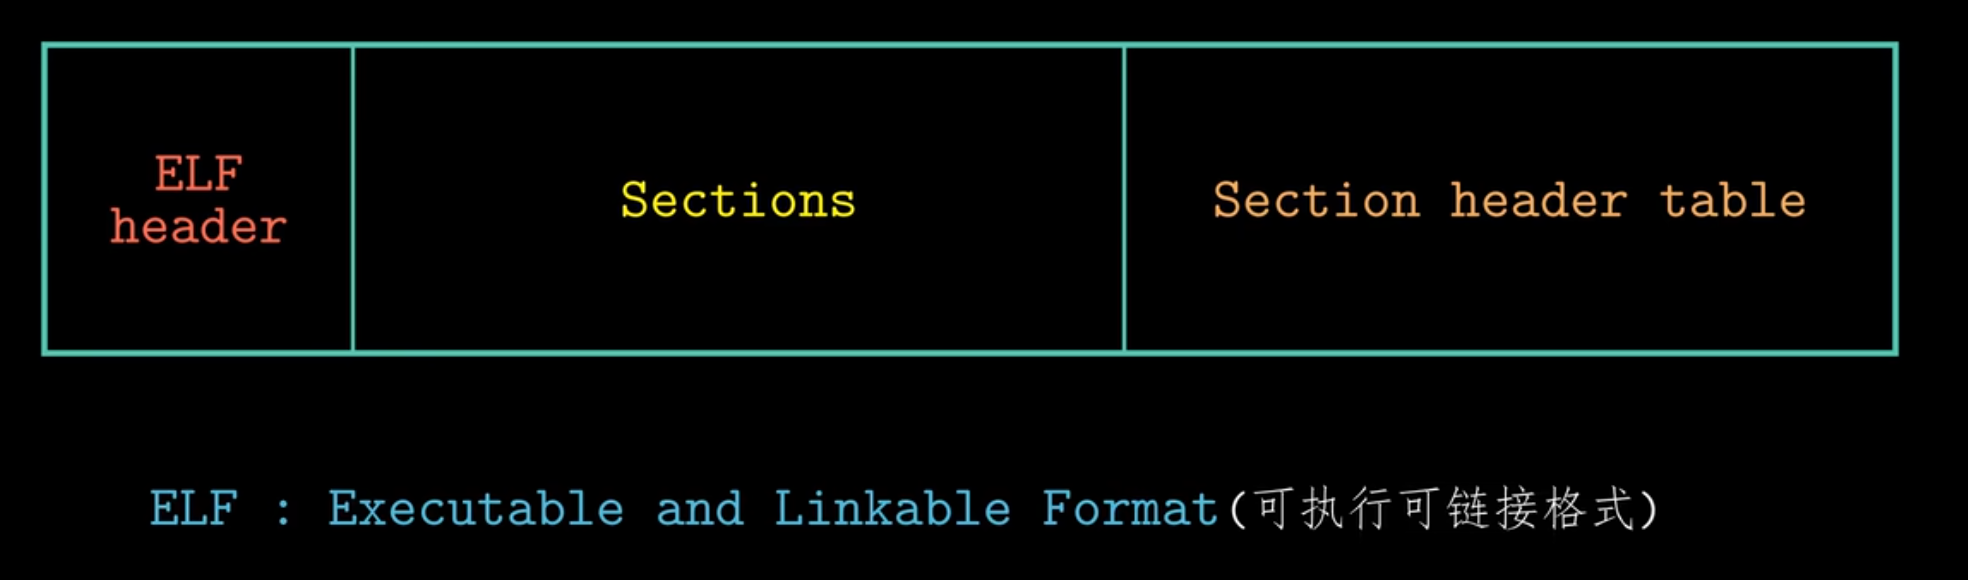 ELF
header
Sections
Section header table
ELF : Executable and Linkable Format(可执行可链接格式)